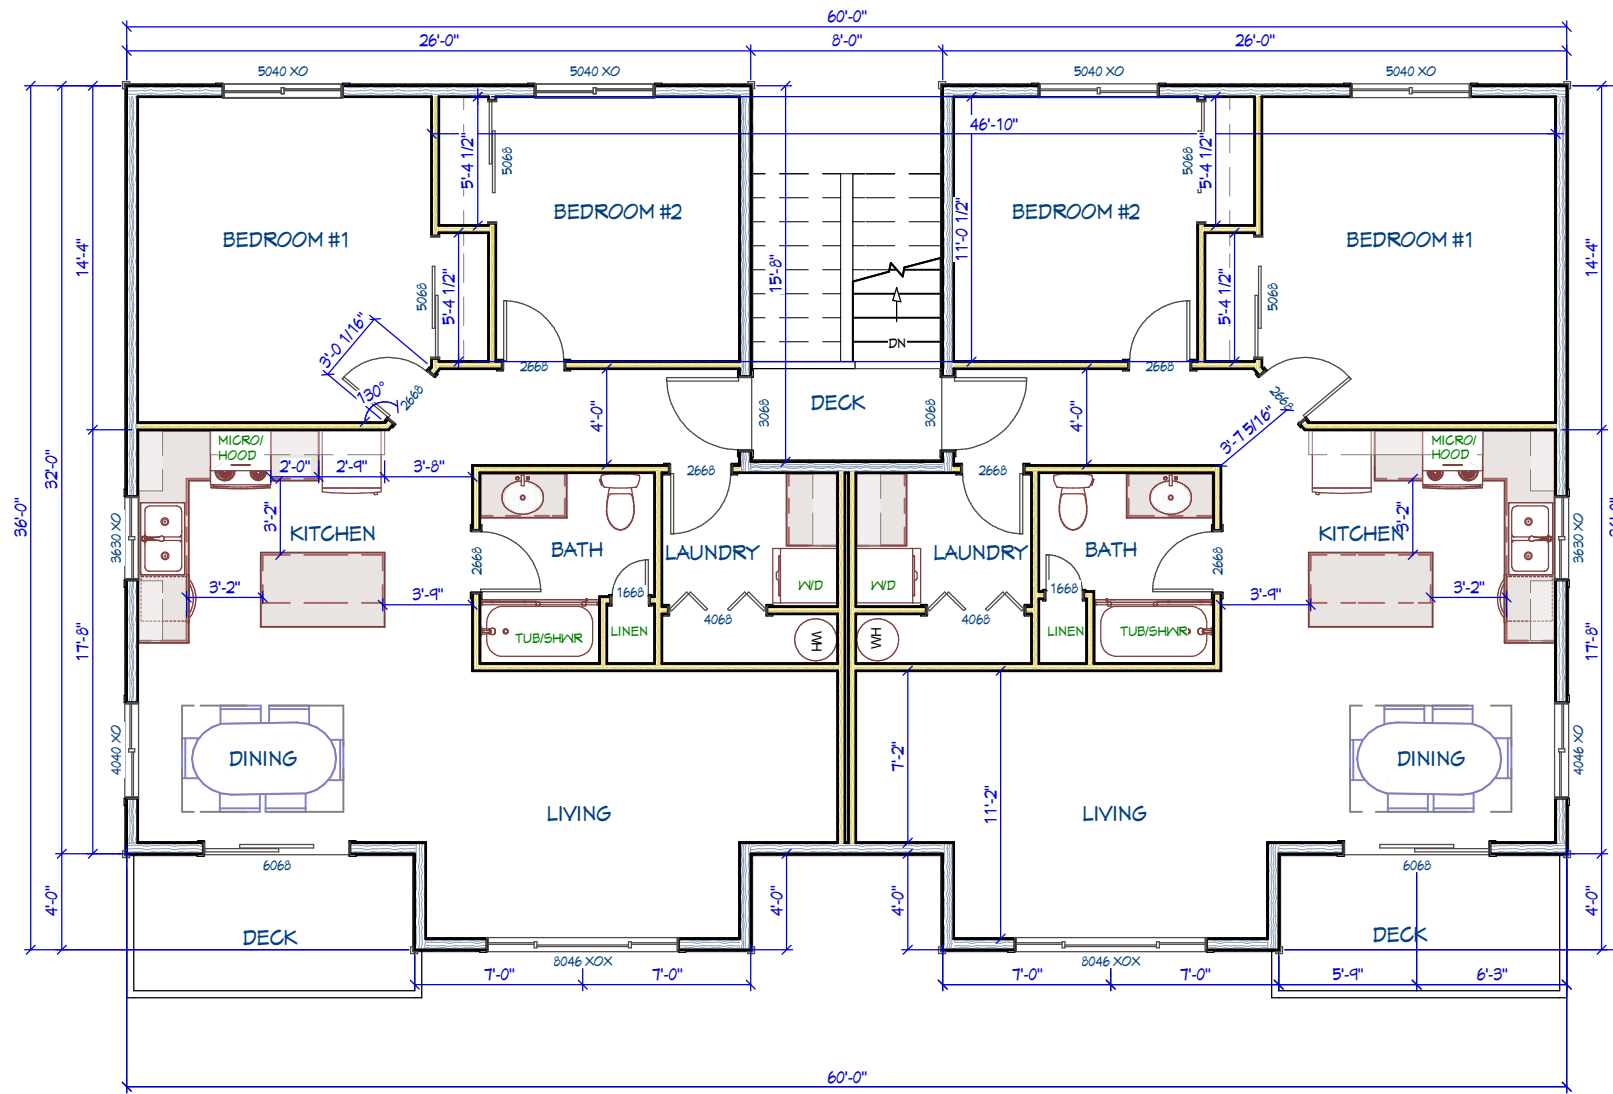 60'-0"
26'-0"
8'-0"
26'-0"
5040 XO
5040 XO
5040 XO
5040 XO
46'-10"
5'-4 1/2"
5068
5068
5'-4 1/2"
BEDROOM #1
BEDROOM #2
11'-0 1/2"
BEDROOM #2
BEDROOM #1
14'-4"
15'-8"
14'-4"
5068
5'-4 1/2"
5'-4 1/2"
5068
3'-0 1/16"
130°
2668
2668
DN
2668
2668
3'-7 5/16"
4'-0"
3068
DECK
3068
4'-0"
MICRO/
HOOD
MICRO/
HOOD
2'-0"
2'-9"
3'-8"
2668
2668
36'-0"
32'-0"
3'-2"
3'-2"
KITCHEN
KITCHEN
3630 XO
3630 XO
2668
BATH
LAUNDRY
LAUNDRY
BATH
2668
3'-2"
3'-9"
1668
W/D
W/D
1668
3'-9"
3'-2"
4068
4068
TUB/SHWR
LINEN
WH
WH
LINEN
TUB/SHWR
17'-8"
17'-8"
4040 XO
DINING
7'-2"
DINING
4046 XO
LIVING
11'-2"
LIVING
6068
6068
4'-0"
4'-0"
4'-0"
4'-0"
DECK
DECK
8046 XOX
8046 XOX
7'-0"
7'-0"
7'-0"
7'-0"
5'-9"
6'-3"
60'-0"